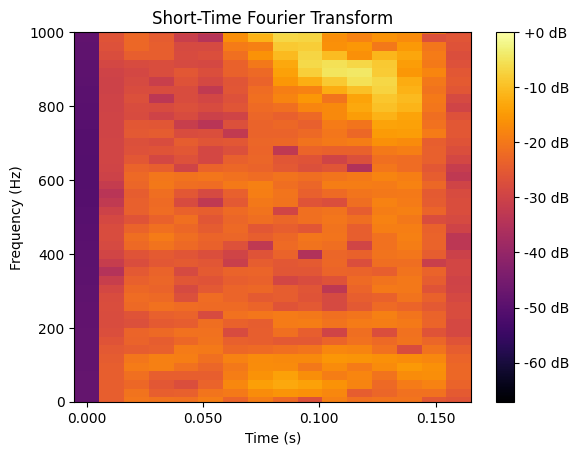 Short-Time Fourier Transform
1000
800
600
400
200
0
Frequency (Hz)
0.000
0.050
0.100
0.150
Time (s)
+0 dB
-10 dB
-20 dB
-30 dB
-40 dB
-50 dB
-60 dB